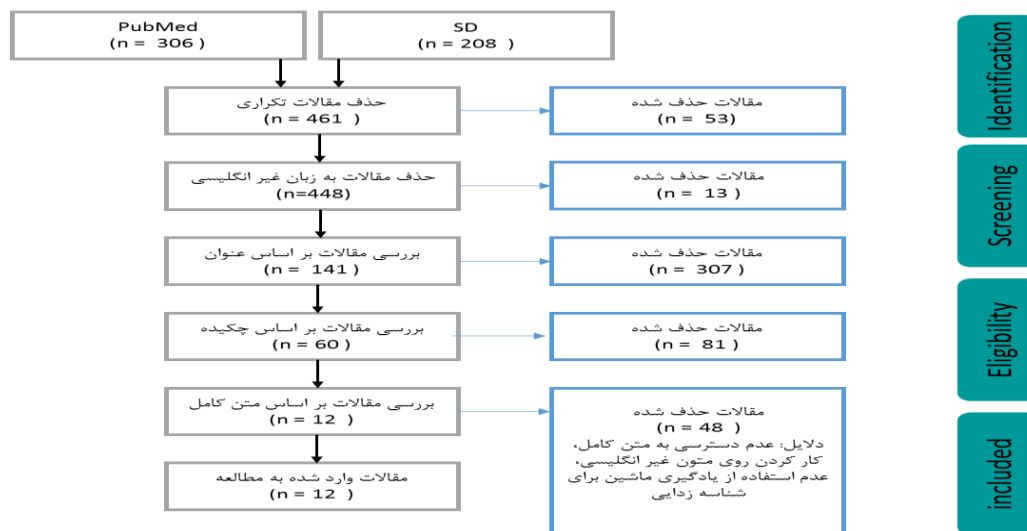 PubMed
(n = 306)
SD
(n = 208 )
حذف مقالات تکراری
(n = 461 )
مقالات حذف شده
(n = 53)
حذف مقالات به زبان غیر انگلیسی
(n=448)
مقالات حذف شده
(n = 13 )
بررسی مقالات بر اساس عنوان
(n = 141 )
مقالات حذف شده
(n = 307 )
بررسی مقالات بر اساس چکیده
(n = 60 )
مقالات حذف شده
(n = 81 )
بررسی مقالات بر اساس متن کامل
(n = 12 )
مقالات حذف شده
(n = 48 )
دلایل: عدم دسترسی به متن کامل،
کار کردن روی متون غیر انگلیسی،
عدم استفاده از یادگیری ماشین برای
شناسه زدایی
مقالات وارد شده به مطالعه
(n = 12 )
Identification
Screening
Eligibility
included